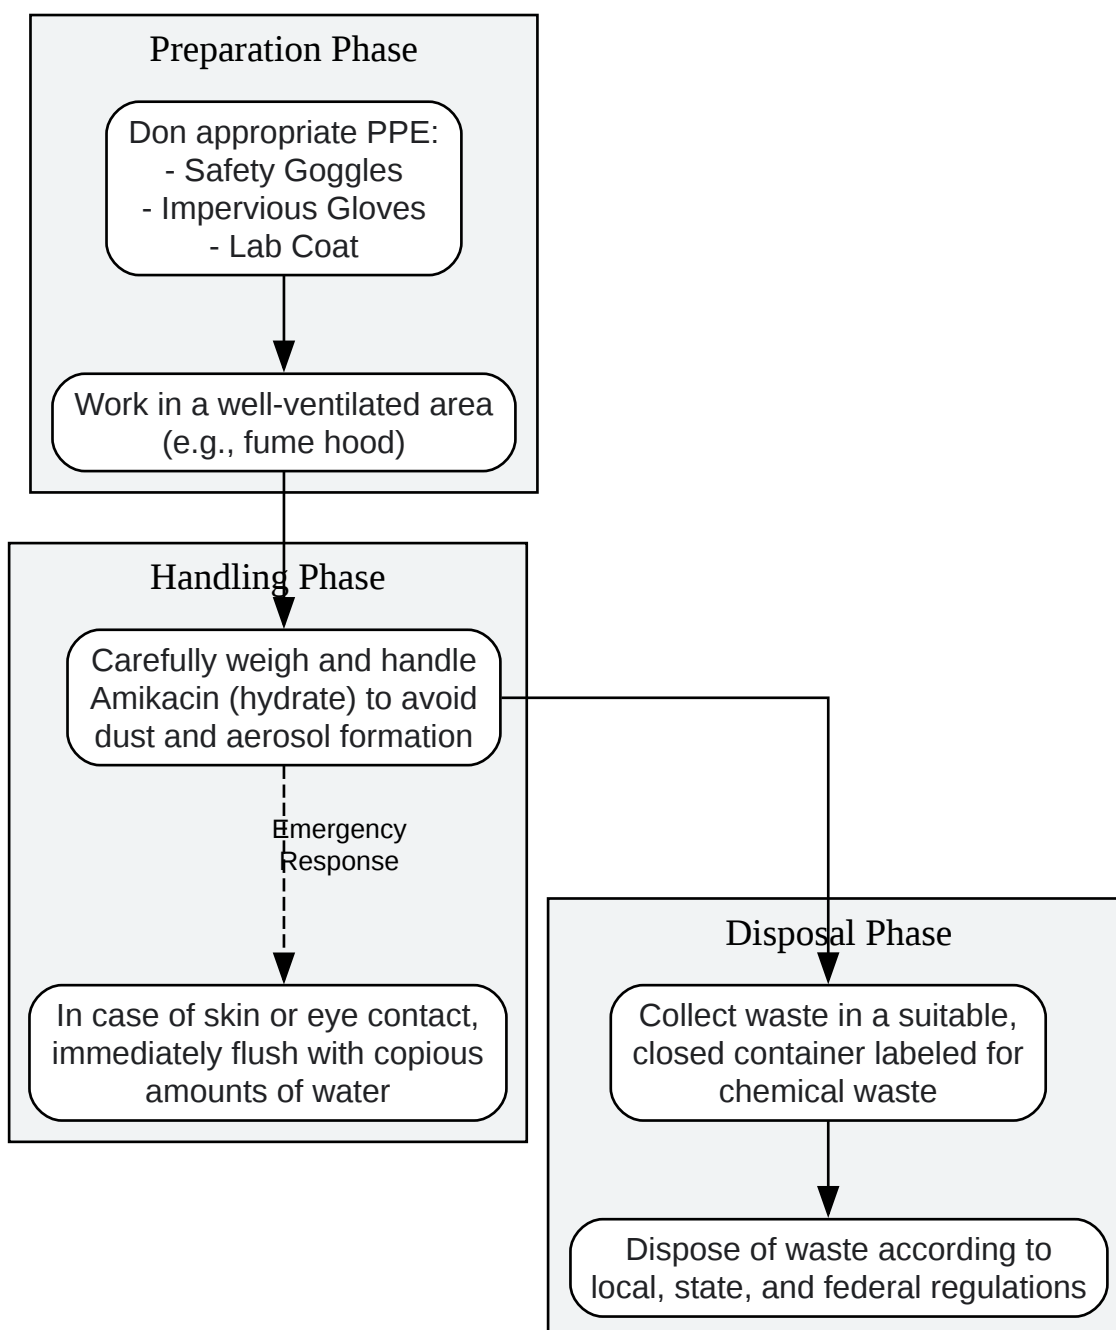 Preparation Phase
Don appropriate PPE:
- Safety Goggles
- Impervious Gloves
- Lab Coat
Work in a well-ventilated area
(e.g., fume hood)
Handling Phase
Carefully weigh and handle
Amikacin (hydrate) to avoid
dust and aerosol formation
Emergency
Response
In case of skin or eye contact,
immediately flush with copious
amounts of water
Disposal Phase
Collect waste in a suitable,
closed container labeled for
chemical waste
Dispose of waste according to
local, state, and federal regulations